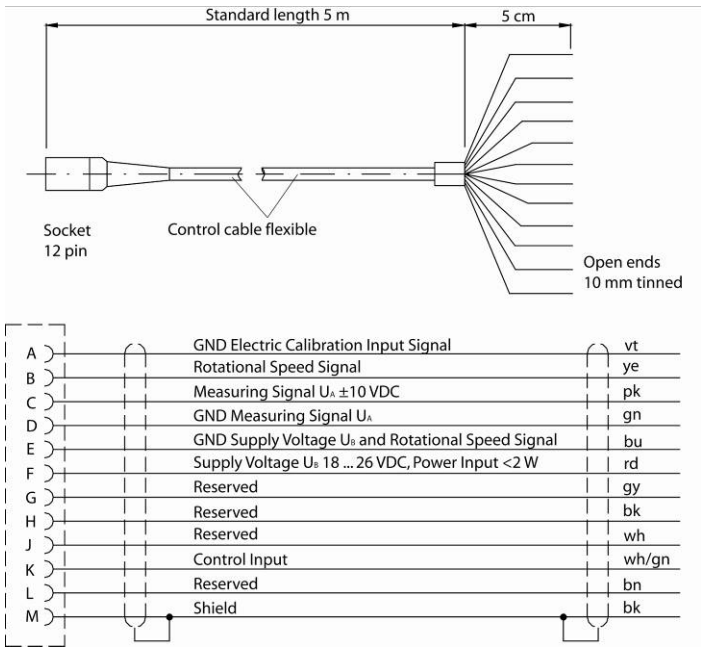 Standard length 5 m
5 cm
Socket
12 pin
Control cable flexible
Open ends
10 mm tinned
A GND Electric Calibration Input Signal vt
B Rotational Speed Signal ye
C Measuring Signal UA ±10 VDC pk
D GND Measuring Signal UA gn
E GND Supply Voltage UB and Rotational Speed Signal bu
F Supply Voltage UB 18 ... 26 VDC, Power Input <2 W rd
G Reserved gy
H Reserved bk
J Reserved wh
K Control Input wh/gn
L Reserved bn
M Shield bk